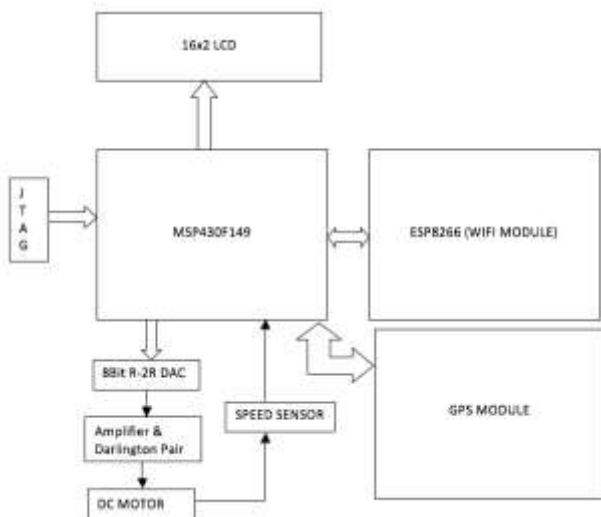 16x2 LCD
J
T
A
G
MSP430F149
ESP8266 (WIFI MODULE)
8Bit R-2R DAC
SPEED SENSOR
GPS MODULE
Amplifier &
Darlington Pair
DC MOTOR